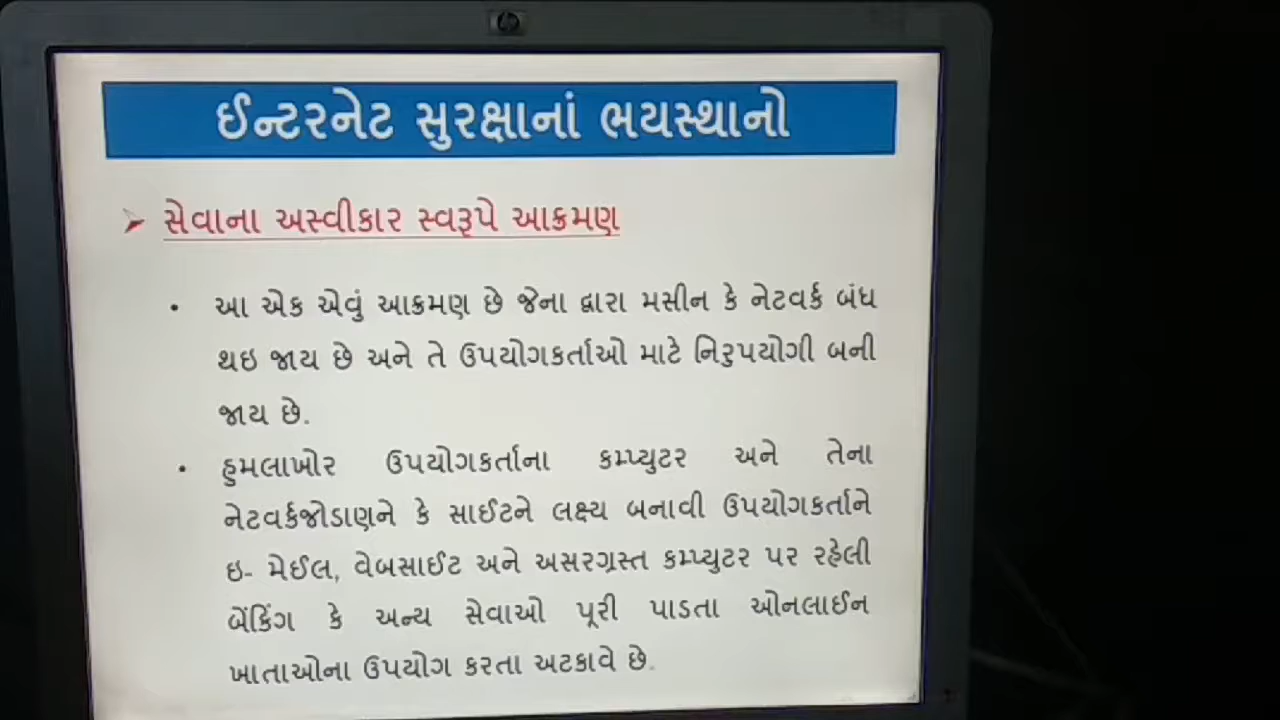 hp
ઈન્ટરનેટ સુરક્ષાનાં ભયસ્થાનો
➢ સેવાના અસ્વીકાર સ્વરૂપે આક્રમણ
• આ એક એવું આક્રમણ છે જેના દ્વારા મસીન કે નેટવર્ક બંધ
થઇ જાય છે અને તે ઉપયોગકર્તાઓ માટે નિરુપયોગી બની
જાય છે.
• હુમલાખોર ઉપયોગકર્તાના કમ્પ્યુટર અને તેના
નેટવર્કજોડાણને કે સાઈટને લક્ષ્ય બનાવી ઉપયોગકર્તાને
ઇ- મેઈલ, વેબસાઈટ અને અસરગ્રસ્ત કમ્પ્યુટર પર રહેલી
બેંકિંગ કે અન્ય સેવાઓ પૂરી પાડતા ઓનલાઈન
ખાતાઓના ઉપયોગ કરતા અટકાવે છે.